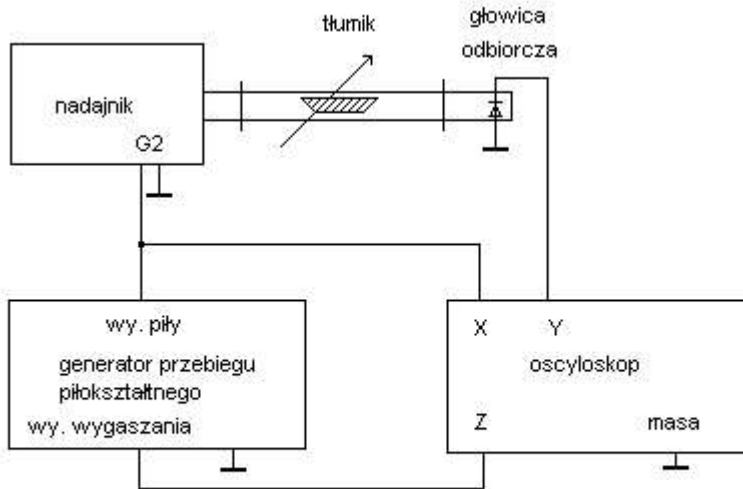 tłumik
głowica
odbiorcza
nadajnik
G2
wy. piły
generator przebiegu
piłokształtnego
wy. wygaszania
X
Y
oscyloskop
Z
masa